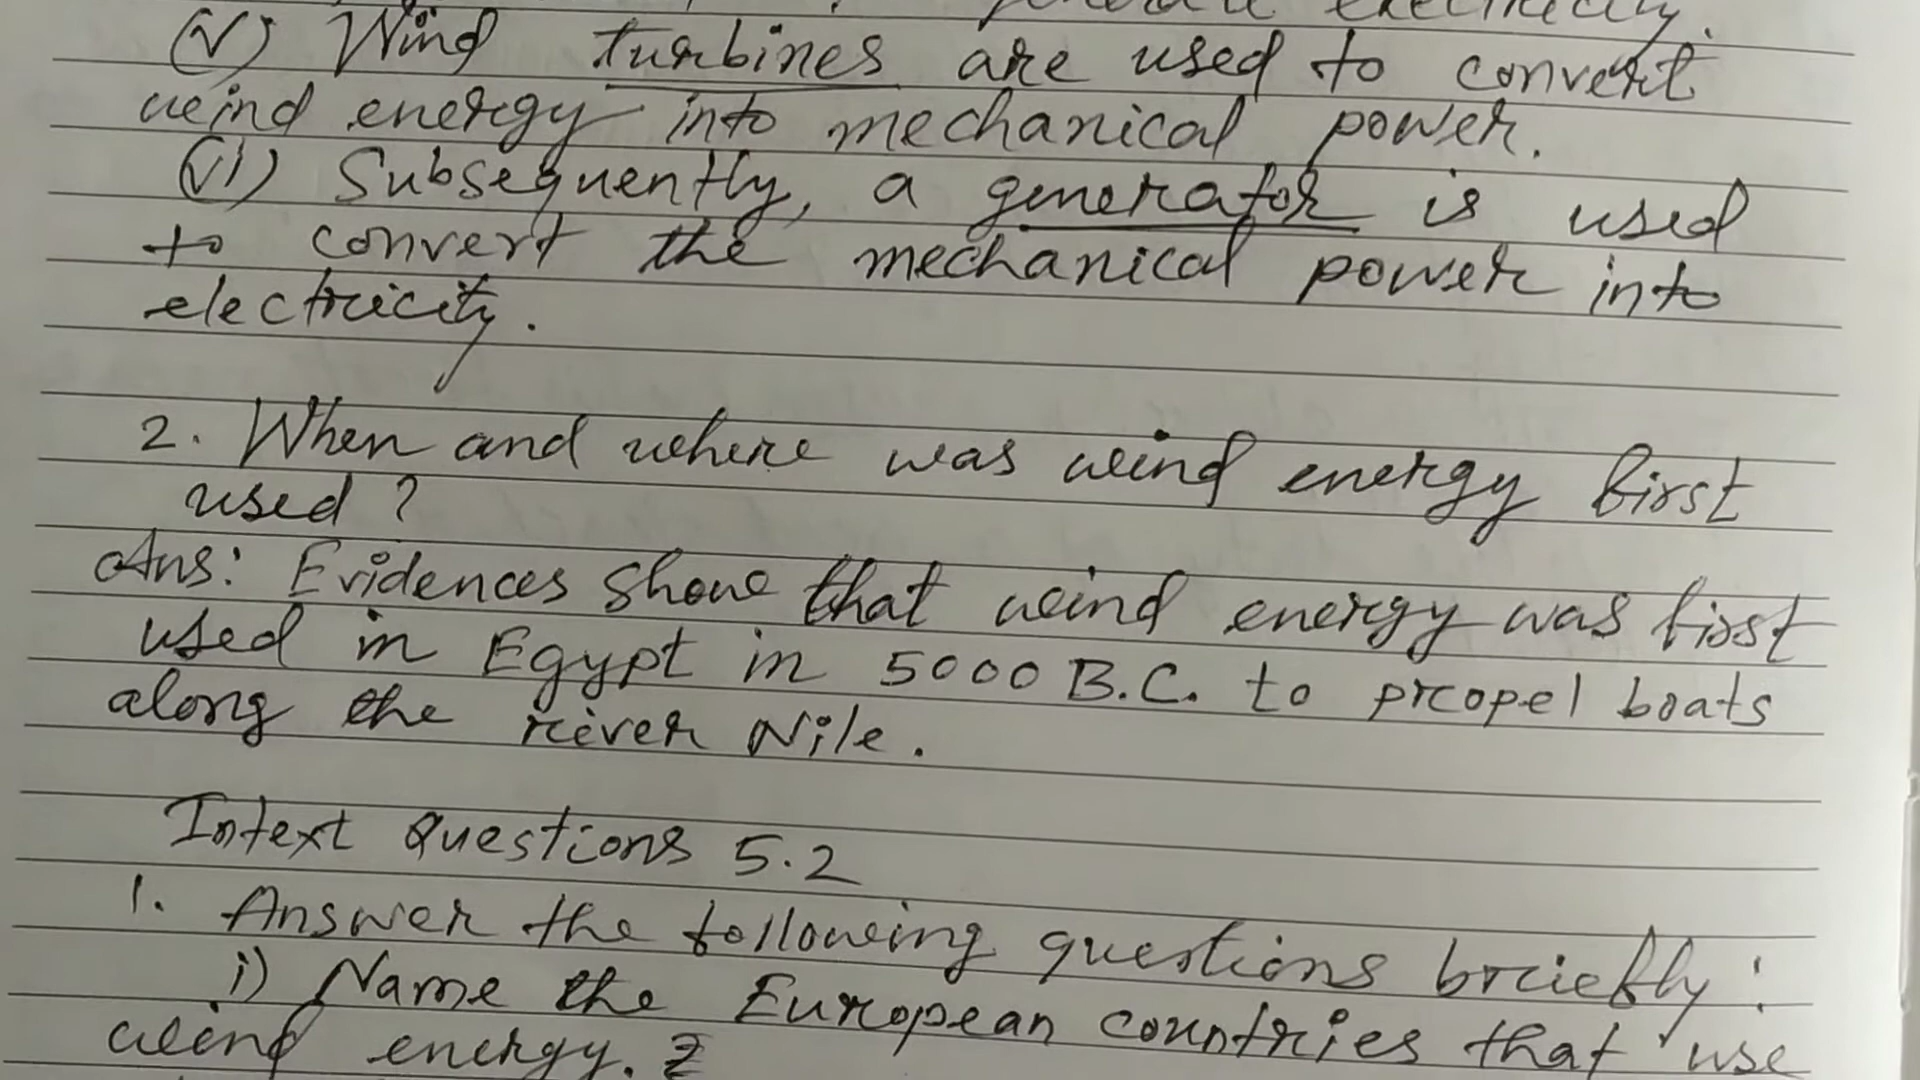 generate electricity.
(v) Wind turbines are used to convert
wind energy into mechanical power.
(vi) Subsequently, a generator is used
to convert the mechanical power into
electricity.
2. When and where was wind energy first
used ?
Ans: Evidences show that wind energy was first
used in Egypt in 5000 B.C. to propel boats
along the river Nile.
Intext Questions 5.2
1. Answer the following questions briefly :
i) Name the European countries that use
wind energy.